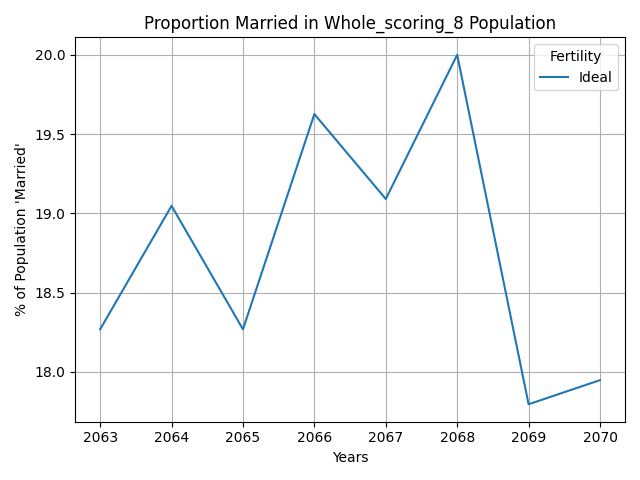 Proportion Married in Whole_scoring_8 Population
Fertility
Ideal
% of Population 'Married'
20.0
19.5
19.0
18.5
18.0
2063 2064 2065 2066 2067 2068 2069 2070
Years